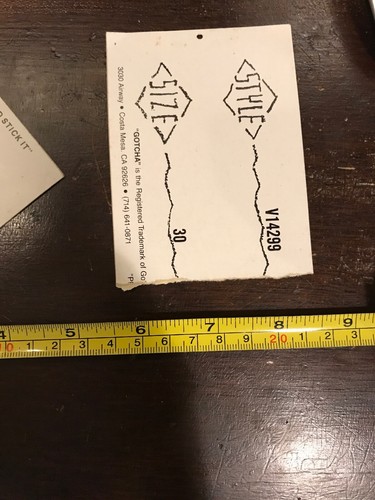 STYLE
V14299
SIZE
30
"GOTCHA" is the Registered Trademark of Go
3030 Airway • Costa Mesa, CA 92626 • (714) 641-0871
"P
STICK IT"
4 5 6 7 8 9
10 1 2 3 4 5 6 7 8 9 20 1 2 3